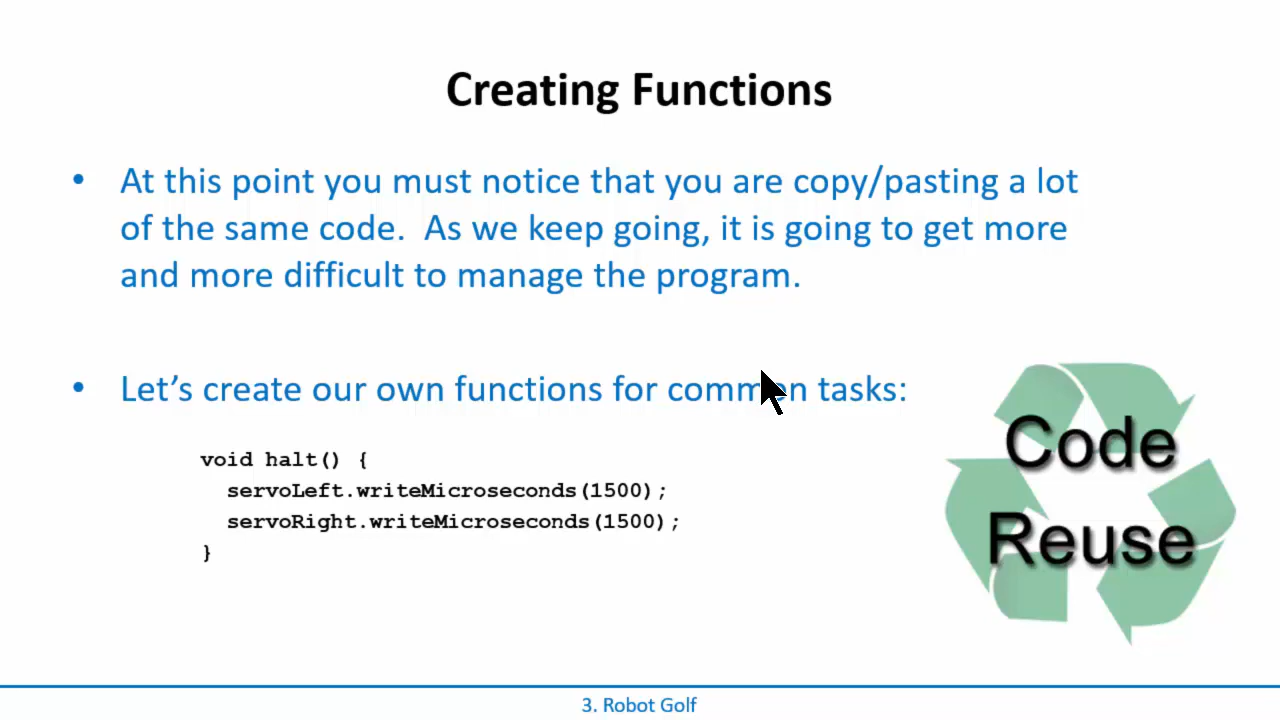 Creating Functions
• At this point you must notice that you are copy/pasting a lot
of the same code.  As we keep going, it is going to get more
and more difficult to manage the program.
• Let’s create our own functions for common tasks:
void halt() {
  servoLeft.writeMicroseconds(1500);
  servoRight.writeMicroseconds(1500);
}
Code
Reuse
3. Robot Golf